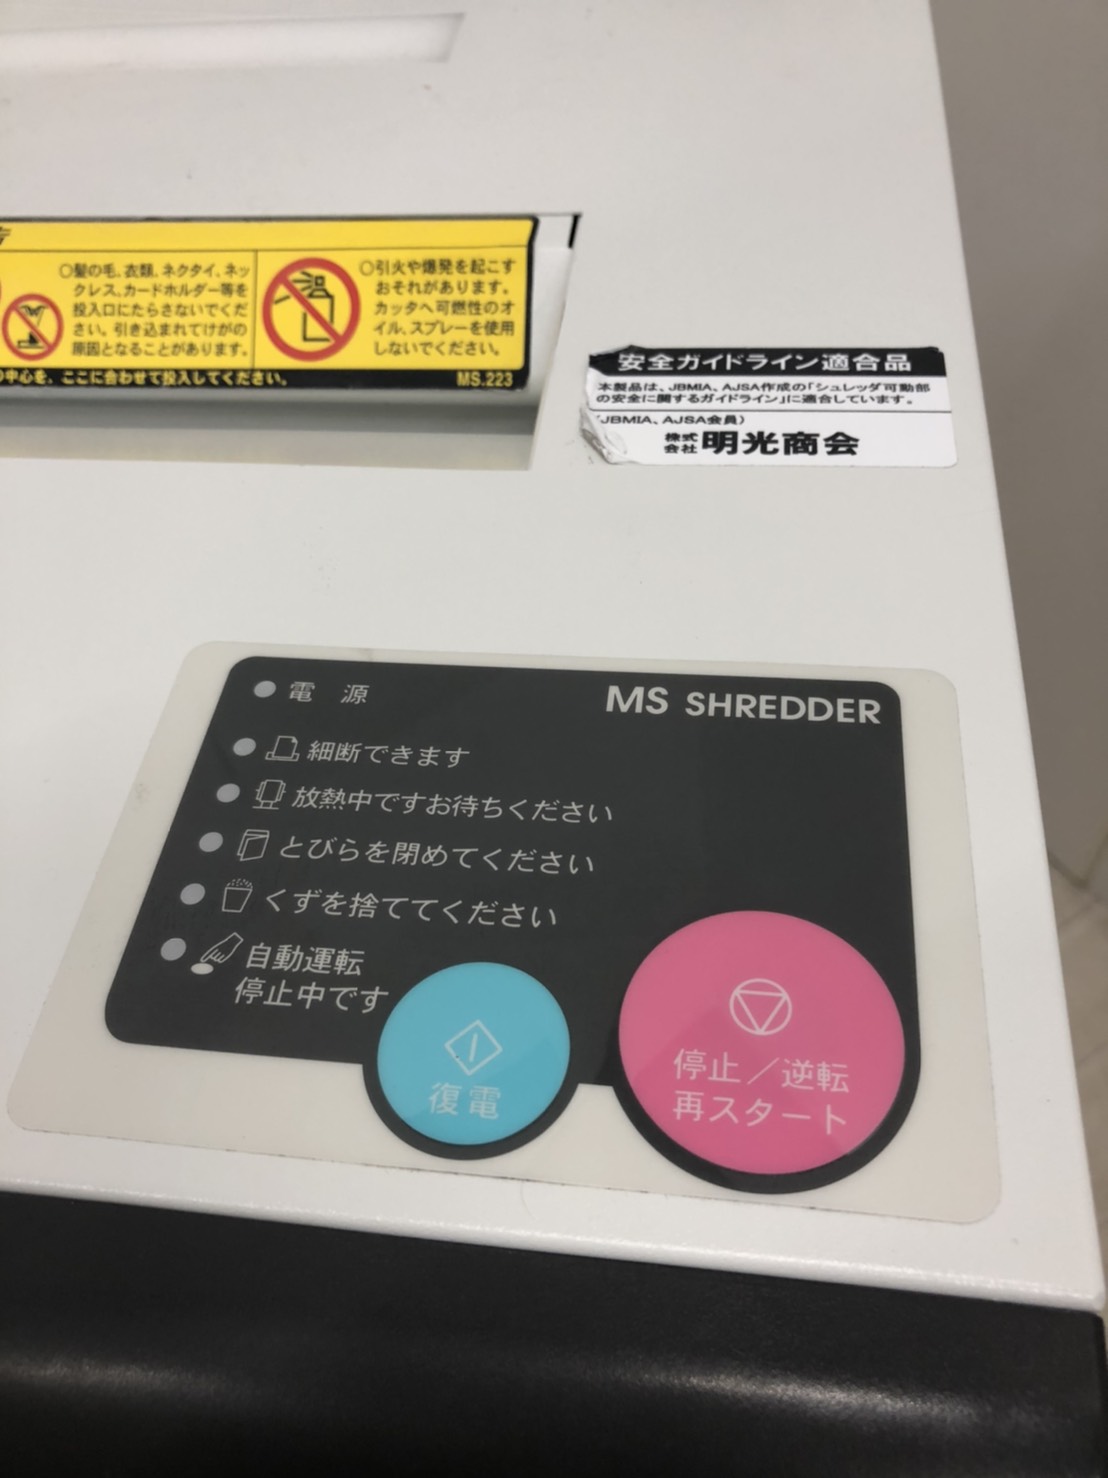 ○髪の毛、衣類、ネクタイ、ネッ
クレス、カードホルダー等を
投入口にたらさないでくだ
さい。引き込まれてけがの
原因となることがあります。
○引火や爆発を起こす
おそれがあります。
カッタへ可燃性のオ
イル、スプレーを使用
しないでください。
中心を、ここに合わせて投入してください。
MS.223
安全ガイドライン適合品
本製品は、JBMIA、AJSA作成の「シュレッダ可動部
の安全に関するガイドライン」に適合しています。
(JBMIA、AJSA会員)
株式会社 明光商会
電 源
MS SHREDDER
細断できます
放熱中ですお待ちください
とびらを閉めてください
くずを捨ててください
自動運転
停止中です
復電
停止／逆転
再スタート